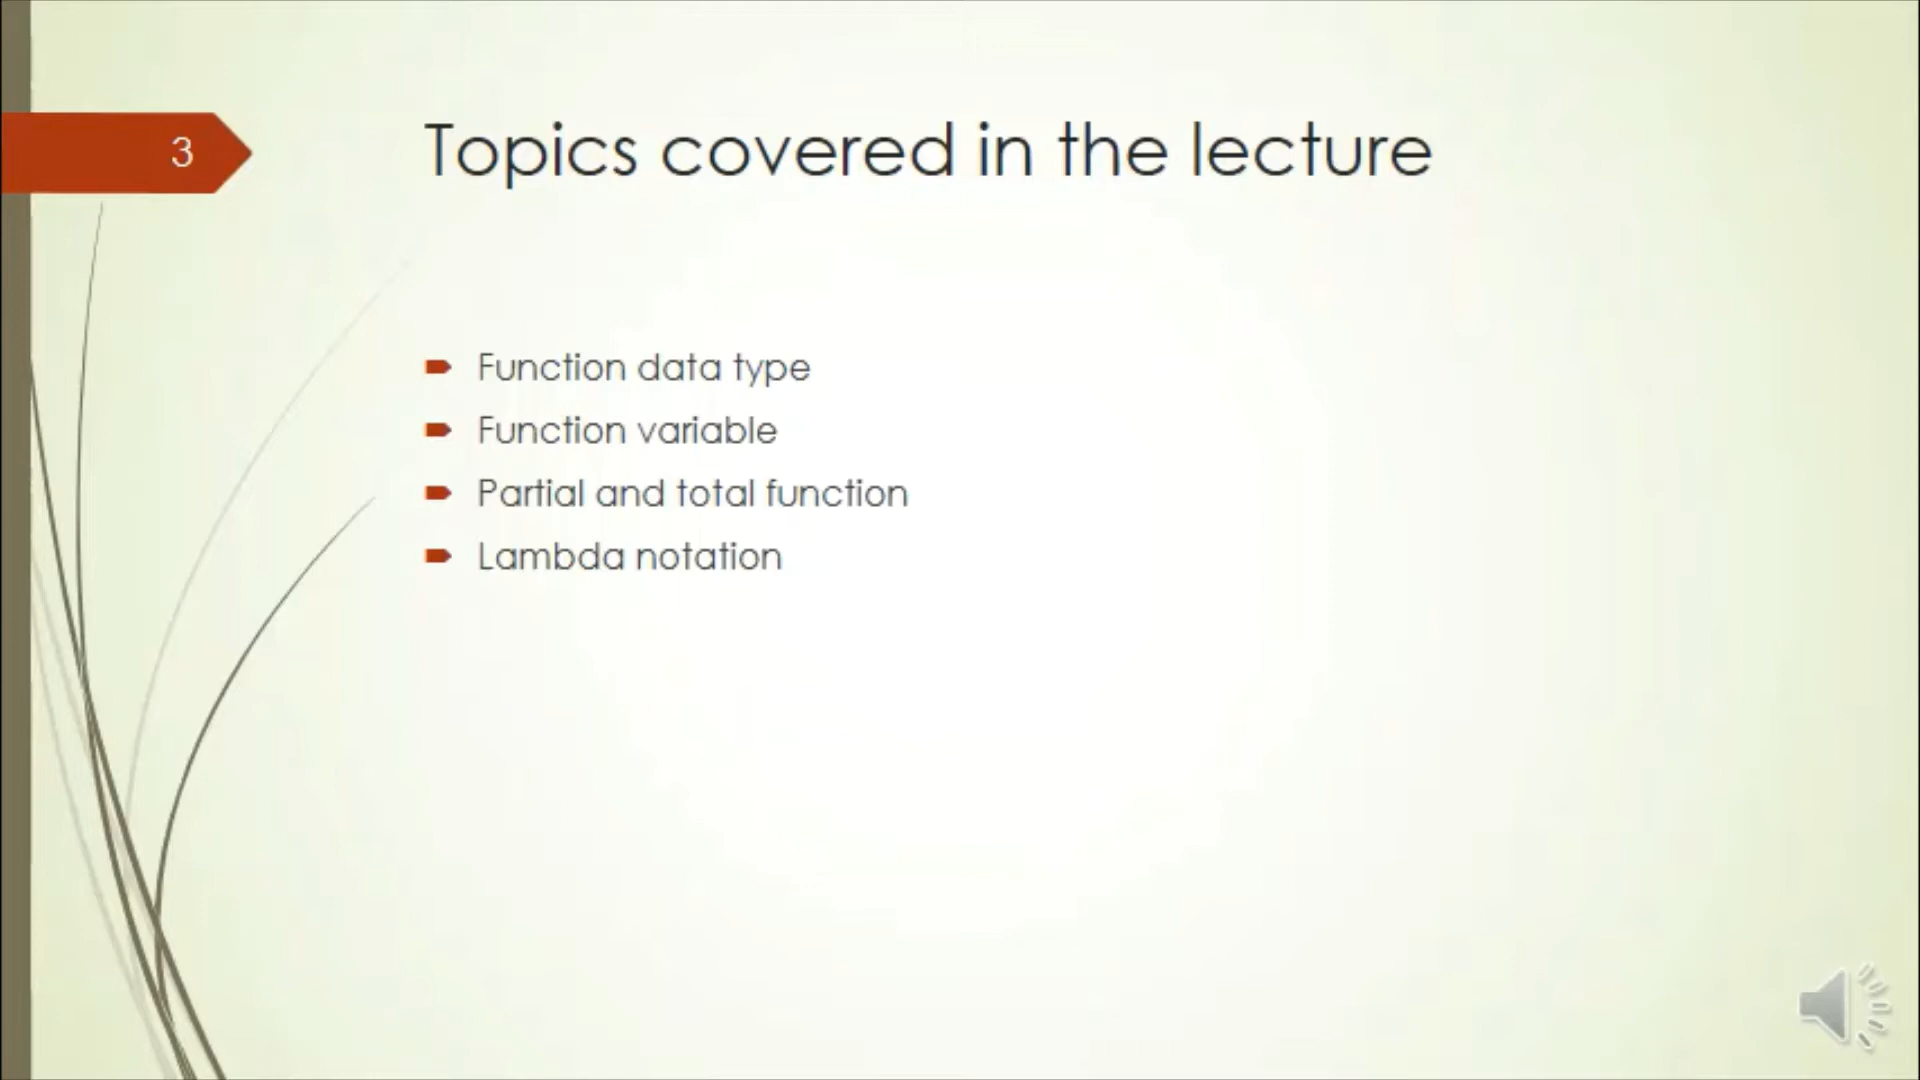 3
Topics covered in the lecture
Function data type
Function variable
Partial and total function
Lambda notation